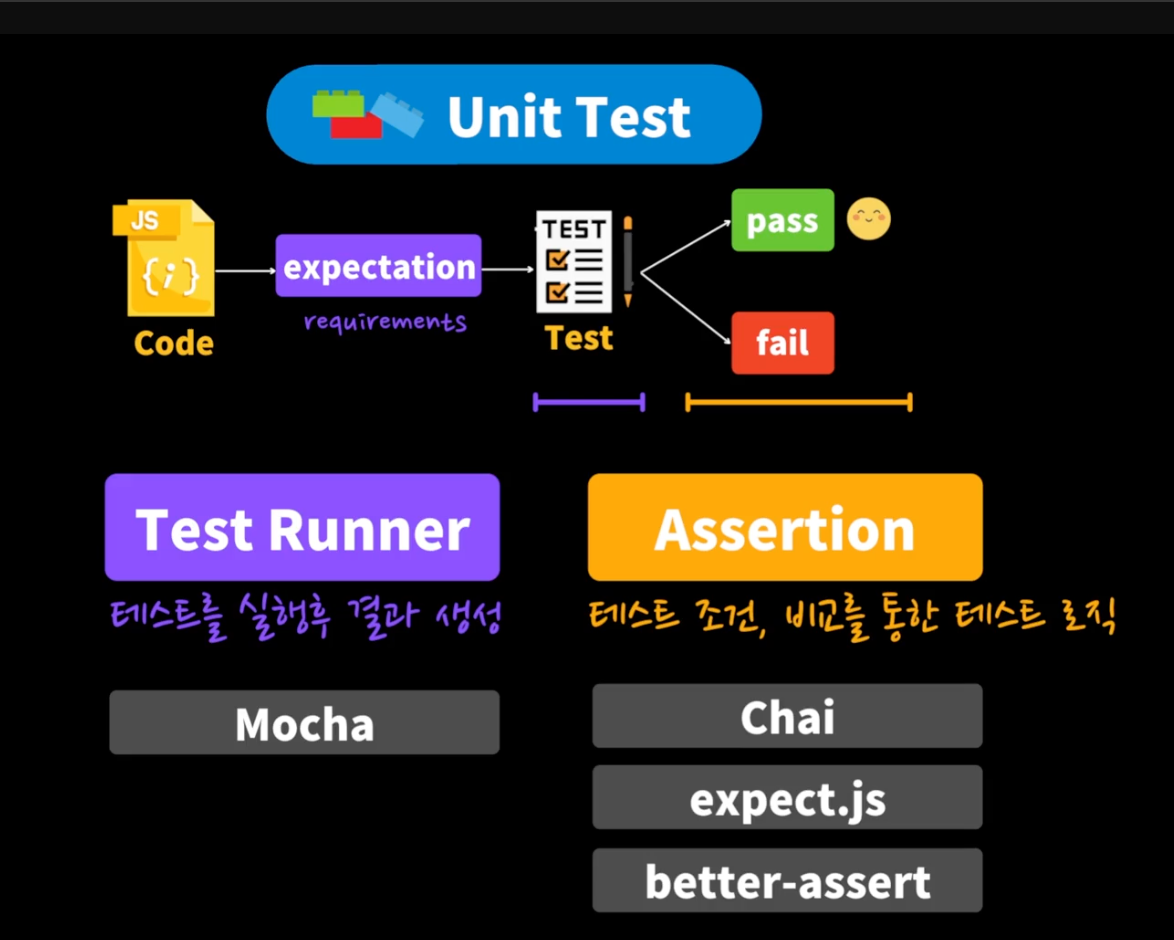 Unit Test
JS
{;}
Code
expectation
requirements
TEST
Test
pass
fail
Test Runner
테스트를 실행후 결과 생성
Mocha
Assertion
테스트 조건, 비교를 통한 테스트 로직
Chai
expect.js
better-assert